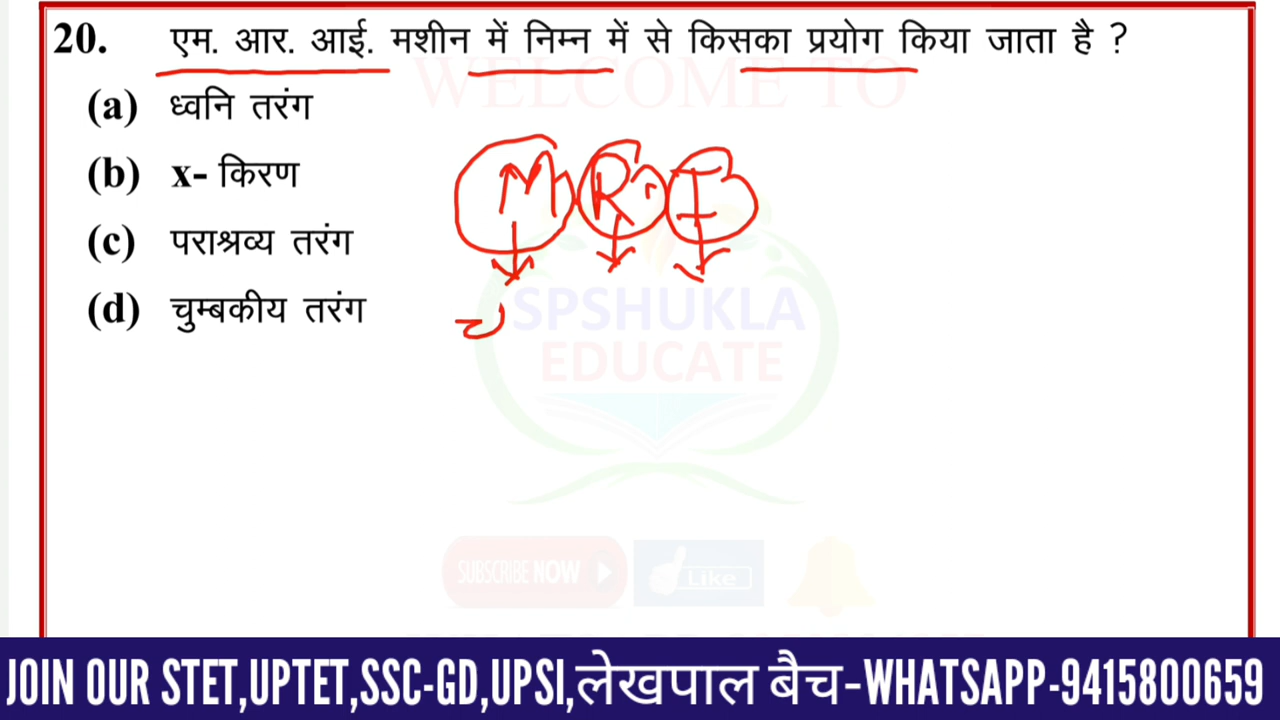 20. एम. आर. आई. मशीन में निम्न में से किसका प्रयोग किया जाता है ?
WELCOME TO
(a) ध्वनि तरंग
(b) x- किरण
M R I
(c) पराश्रव्य तरंग
(d) चुम्बकीय तरंग
SPSHUKLA
EDUCATE
SUBSCRIBE NOW
Like
JOIN OUR STET,UPTET,SSC-GD,UPSI,लेखपाल बैच-WHATSAPP-9415800659